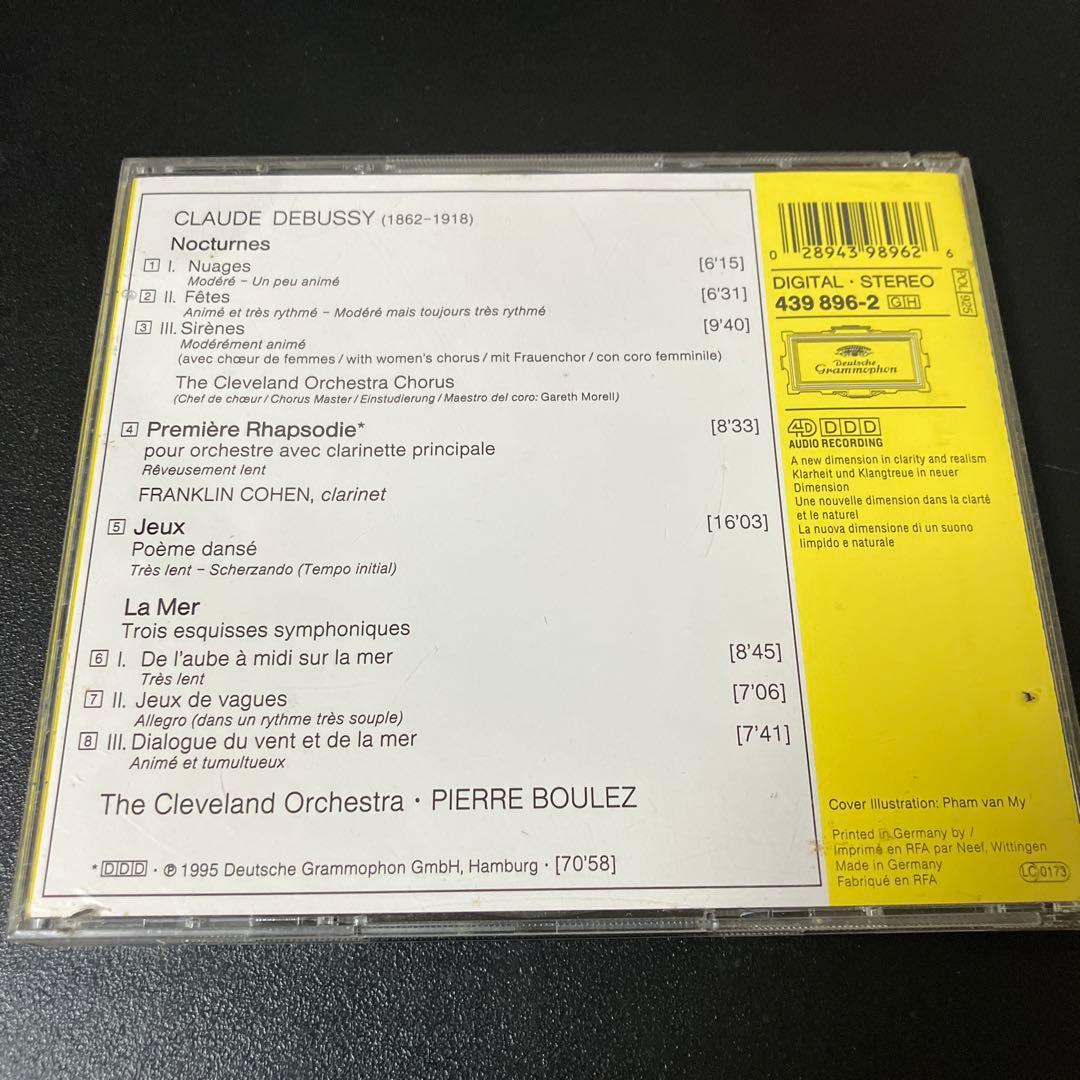 CLAUDE DEBUSSY (1862–1918)
Nocturnes
1 I. Nuages [6'15]
Modéré – Un peu animé
2 II. Fêtes [6'31]
Animé et très rythmé – Modéré mais toujours très rythmé
3 III. Sirènes [9'40]
Modérément animé
(avec chœur de femmes / with women's chorus / mit Frauenchor / con coro femminile)
The Cleveland Orchestra Chorus
(Chef de chœur / Chorus Master / Einstudierung / Maestro del coro: Gareth Morell)
4 Première Rhapsodie* [8'33]
pour orchestre avec clarinette principale
Rêveusement lent
FRANKLIN COHEN, clarinet
5 Jeux [16'03]
Poème dansé
Très lent – Scherzando (Tempo initial)
La Mer
Trois esquisses symphoniques
6 I. De l'aube à midi sur la mer [8'45]
Très lent
7 II. Jeux de vagues [7'06]
Allegro (dans un rythme très souple)
8 III. Dialogue du vent et de la mer [7'41]
Animé et tumultueux
The Cleveland Orchestra · PIERRE BOULEZ
*DDD · ℗ 1995 Deutsche Grammophon GmbH, Hamburg · [70'58]
0 28943 98962 6
DIGITAL · STEREO
439 896-2 GH
POL 925
Deutsche
Grammophon
4D DDD
AUDIO RECORDING
A new dimension in clarity and realism
Klarheit und Klangtreue in neuer
Dimension
Une nouvelle dimension dans la clarté
et le naturel
La nuova dimensione di un suono
limpido e naturale
Cover Illustration: Pham van My
Printed in Germany by /
Imprimé en RFA par Neef, Wittingen
Made in Germany
Fabriqué en RFA
LC 0173